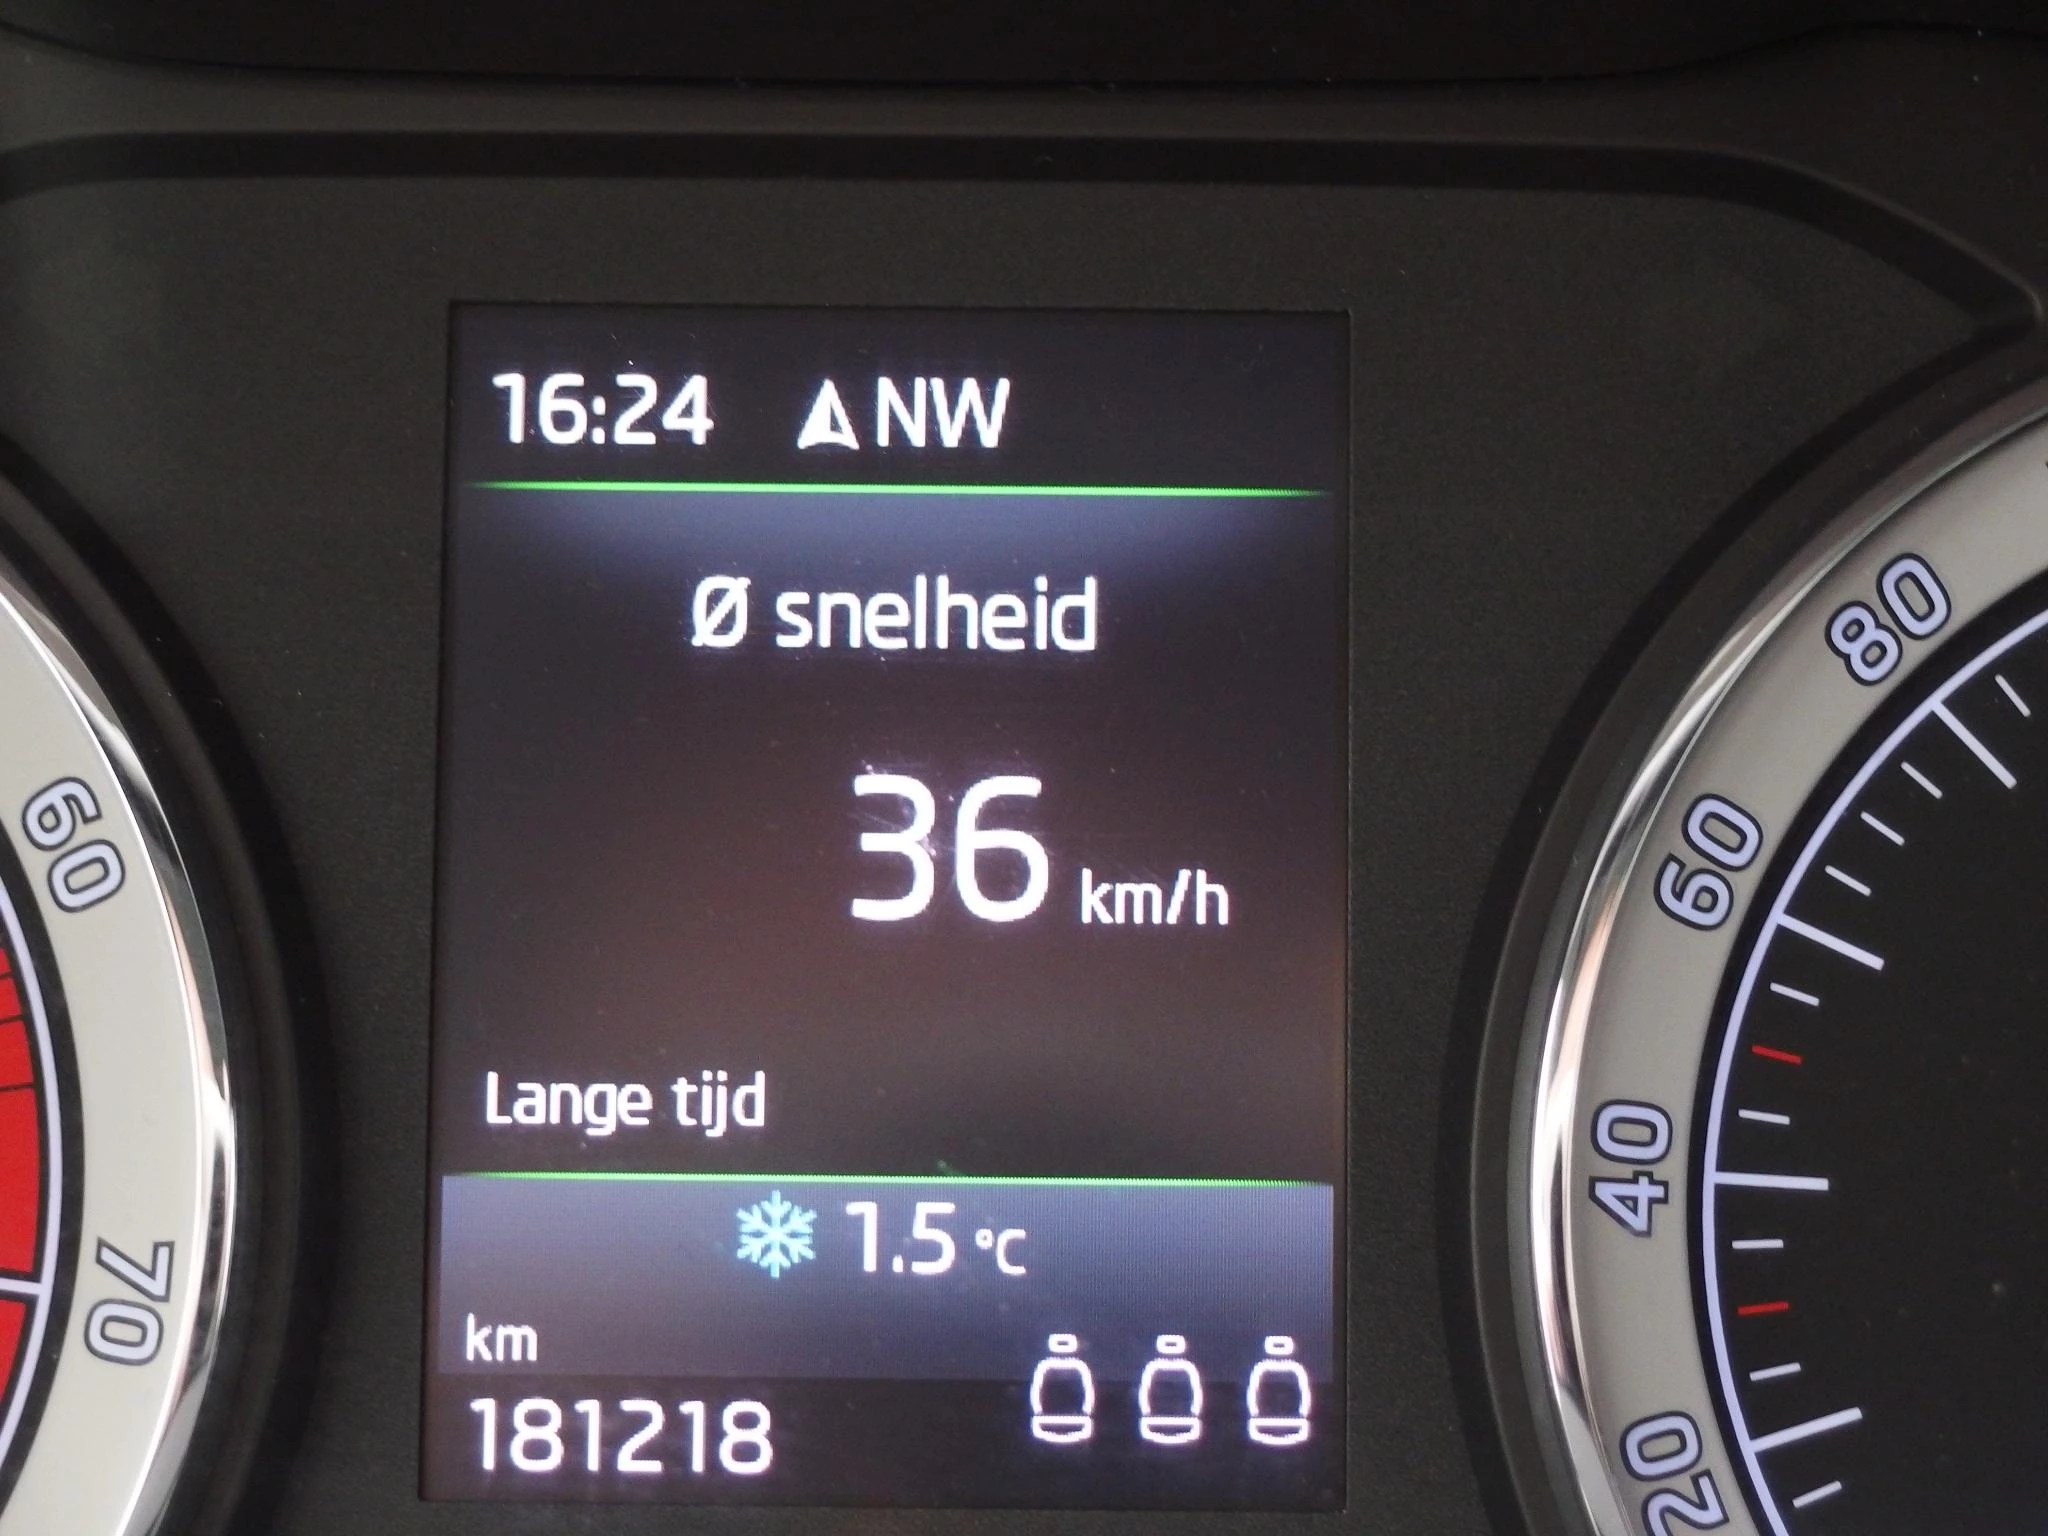 16:24 NW
Ø snelheid
36 km/h
Lange tijd
1.5 °C
km
181218
60
70
80
60
40
20